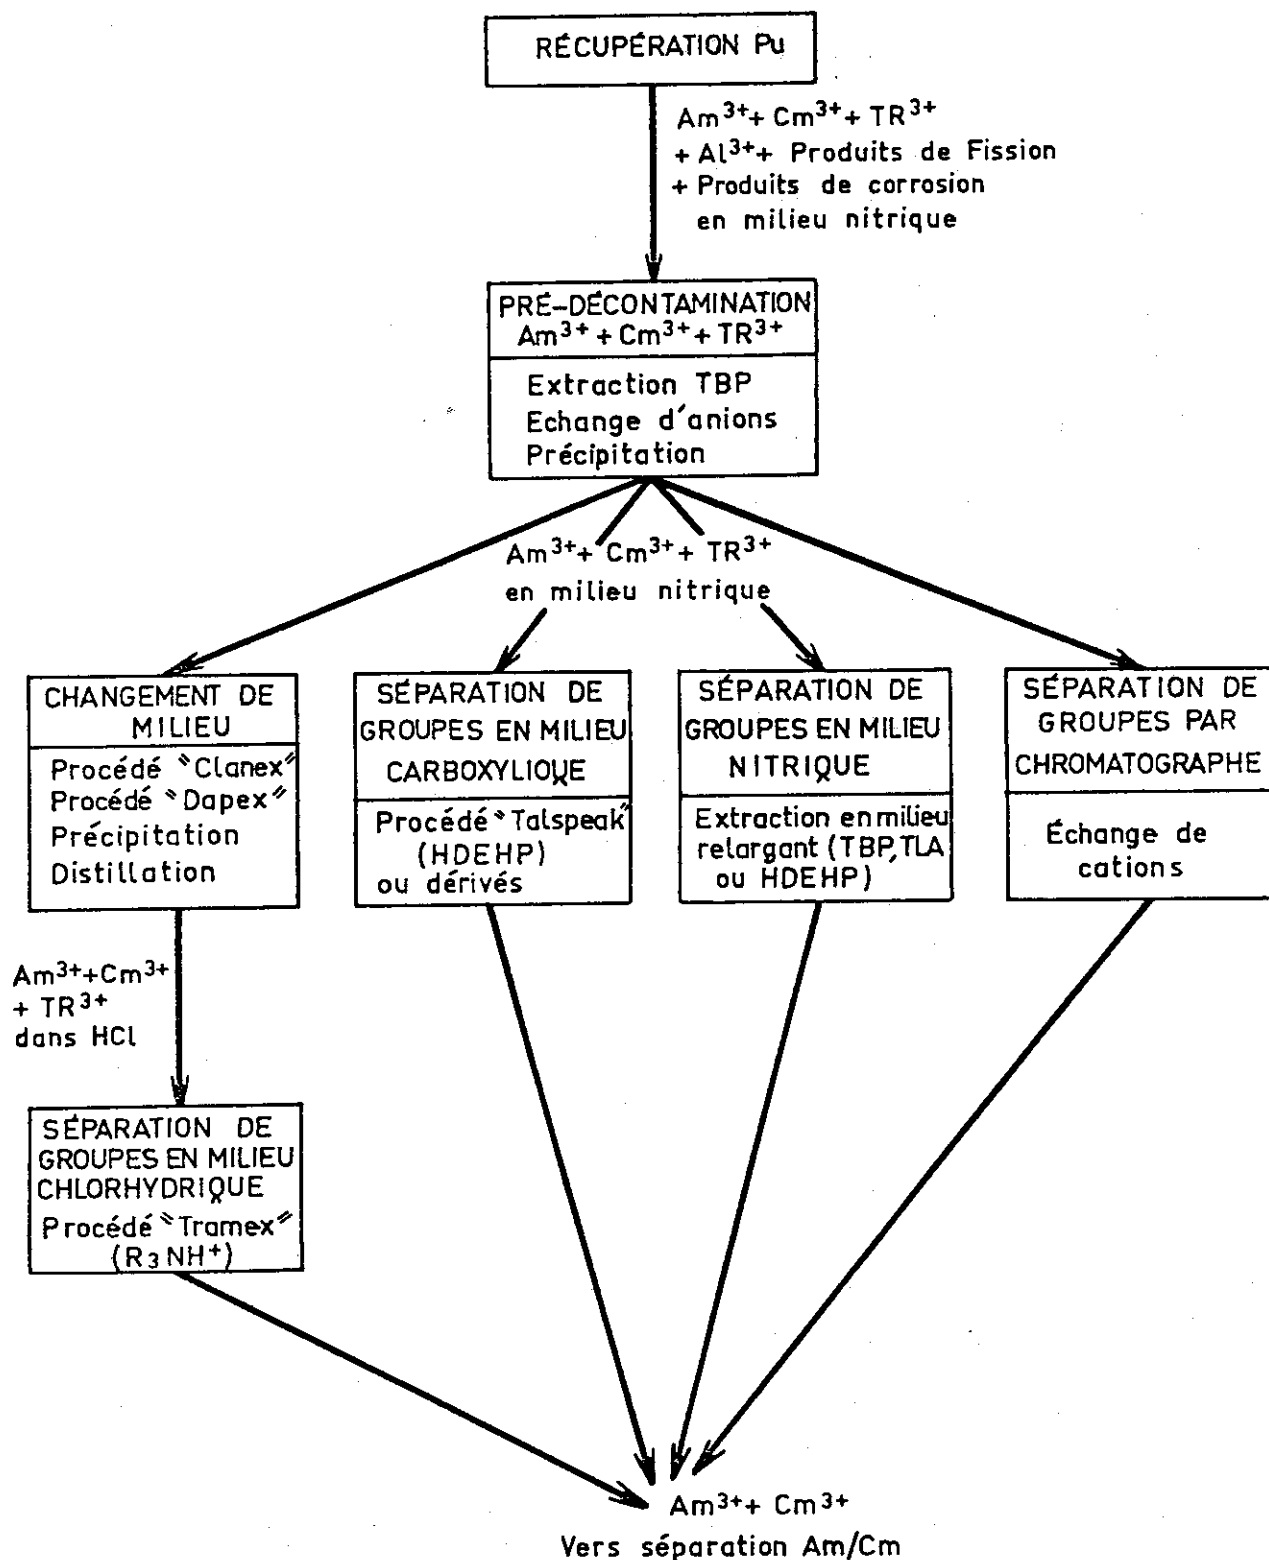 RÉCUPÉRATION Pu
Am³⁺+ Cm³⁺+ TR³⁺
+ Al³⁺+ Produits de Fission
+ Produits de corrosion
en milieu nitrique
PRÉ-DÉCONTAMINATION
Am³⁺+ Cm³⁺+ TR³⁺
Extraction TBP
Echange d'anions
Précipitation
Am³⁺+ Cm³⁺+ TR³⁺
en milieu nitrique
CHANGEMENT DE
MILIEU
Procédé "Clanex"
Procédé "Dapex"
Précipitation
Distillation
SÉPARATION DE
GROUPES EN MILIEU
CARBOXYLIQUE
Procédé "Talspeak"
(HDEHP)
ou dérivés
SÉPARATION DE
GROUPES EN MILIEU
NITRIQUE
Extraction en milieu
relargant (TBP,TLA
ou HDEHP)
SÉPARATION DE
GROUPES PAR
CHROMATOGRAPHE
Échange de
cations
Am³⁺+Cm³⁺
+ TR³⁺
dans HCl
SÉPARATION DE
GROUPES EN MILIEU
CHLORHYDRIQUE
Procédé "Tramex"
(R₃NH⁺)
Am³⁺+ Cm³⁺
Vers séparation Am/Cm